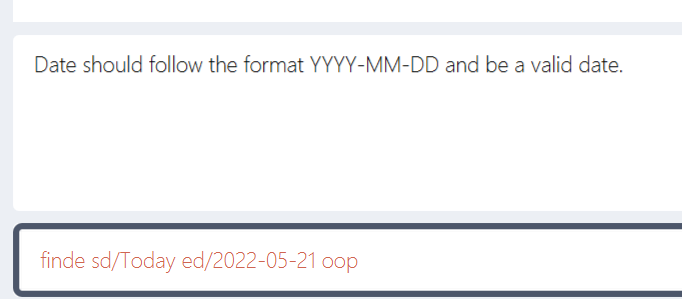 Date should follow the format YYYY-MM-DD and be a valid date.
finde sd/Today ed/2022-05-21 oop